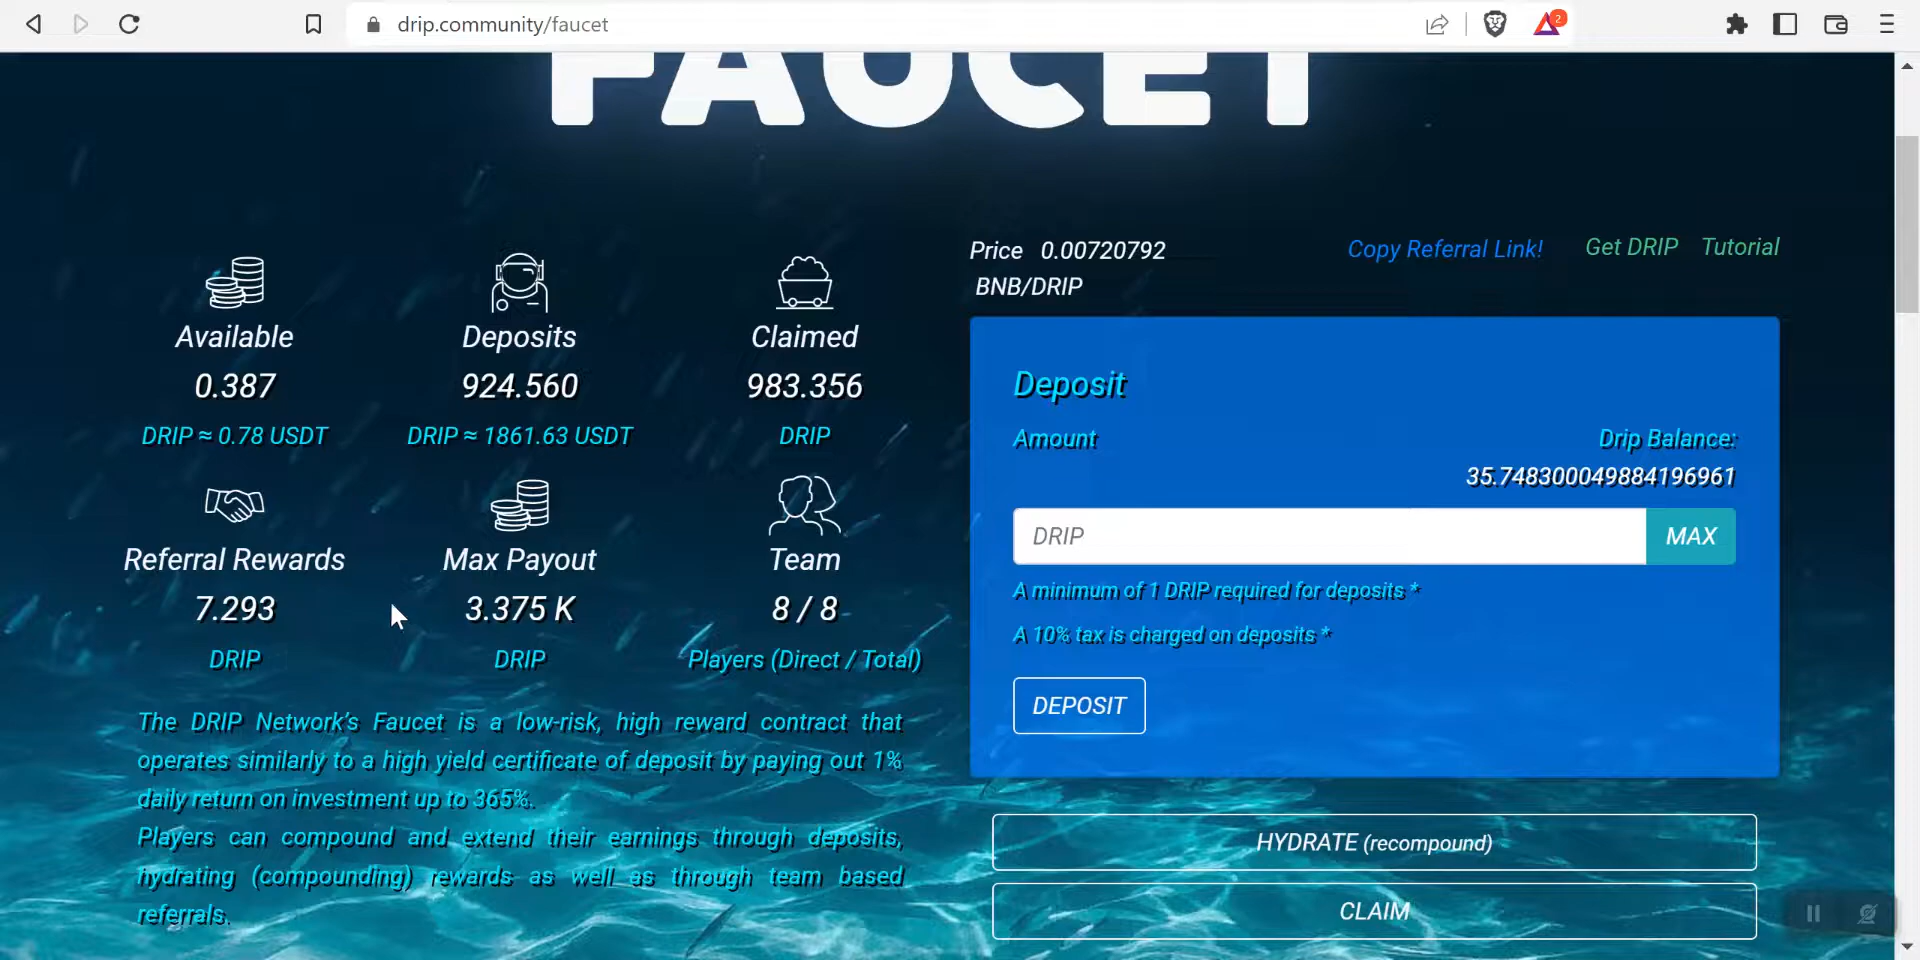 drip.community/faucet
2
FAUCET
Price 0.00720792
BNB/DRIP
Copy Referral Link!
Get DRIP
Tutorial
Available
0.387
DRIP ≈ 0.78 USDT
Deposits
924.560
DRIP ≈ 1861.63 USDT
Claimed
983.356
DRIP
Referral Rewards
7.293
DRIP
Max Payout
3.375 K
DRIP
Team
8 / 8
Players (Direct / Total)
The DRIP Network's Faucet is a low-risk, high reward contract that
operates similarly to a high yield certificate of deposit by paying out 1%
daily return on investment up to 365%.
Players can compound and extend their earnings through deposits,
hydrating (compounding) rewards as well as through team based
referrals.
Deposit
Amount
Drip Balance:
35.748300049884196961
DRIP
MAX
A minimum of 1 DRIP required for deposits *
A 10% tax is charged on deposits *
DEPOSIT
HYDRATE (recompound)
CLAIM